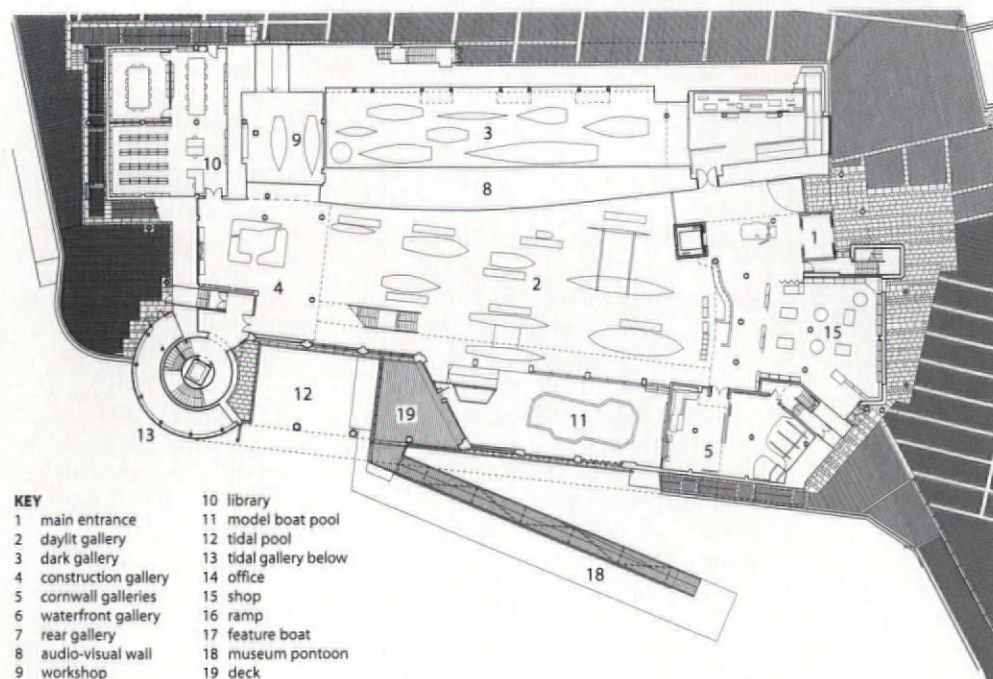 10
9
3
8
1
4
2
15
12
19
11
5
13
18
KEY
1 main entrance
2 daylit gallery
3 dark gallery
4 construction gallery
5 cornwall galleries
6 waterfront gallery
7 rear gallery
8 audio-visual wall
9 workshop
10 library
11 model boat pool
12 tidal pool
13 tidal gallery below
14 office
15 shop
16 ramp
17 feature boat
18 museum pontoon
19 deck